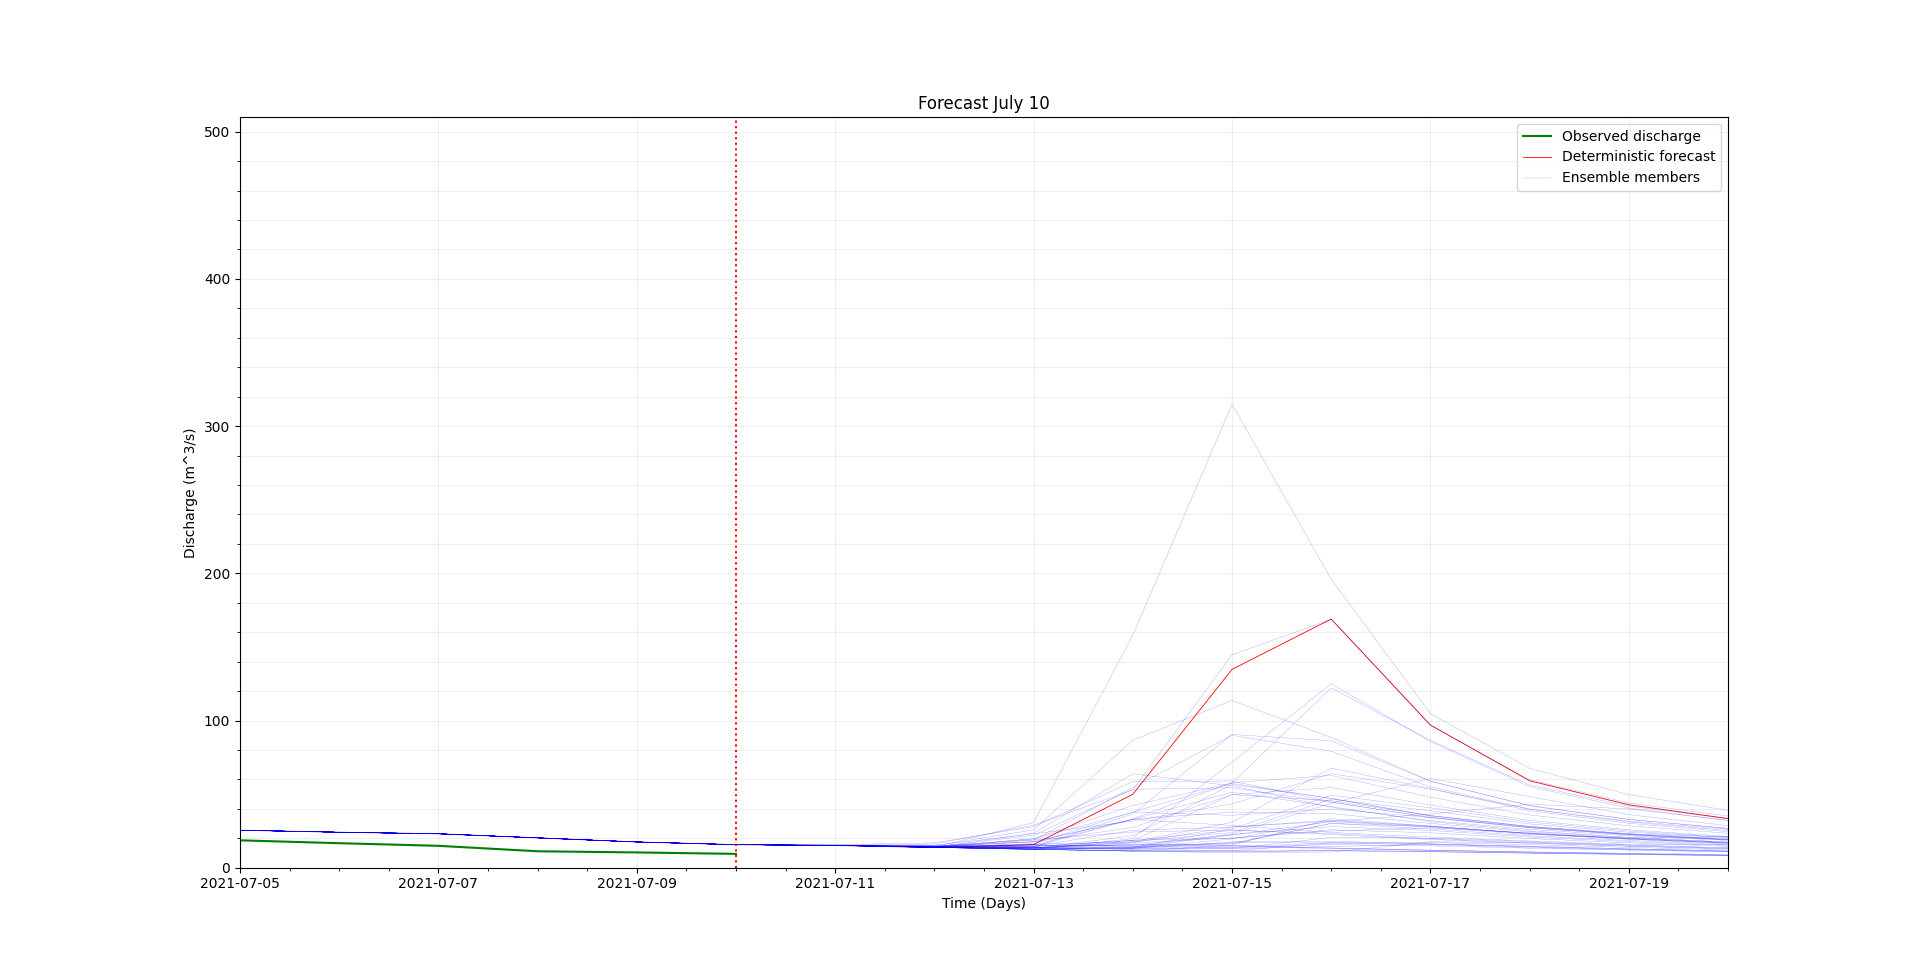 Forecast July 10
Observed discharge
Deterministic forecast
Ensemble members
500
400
300
200
100
0
Discharge (m^3/s)
2021-07-05 2021-07-07 2021-07-09 2021-07-11 2021-07-13 2021-07-15 2021-07-17 2021-07-19
Time (Days)